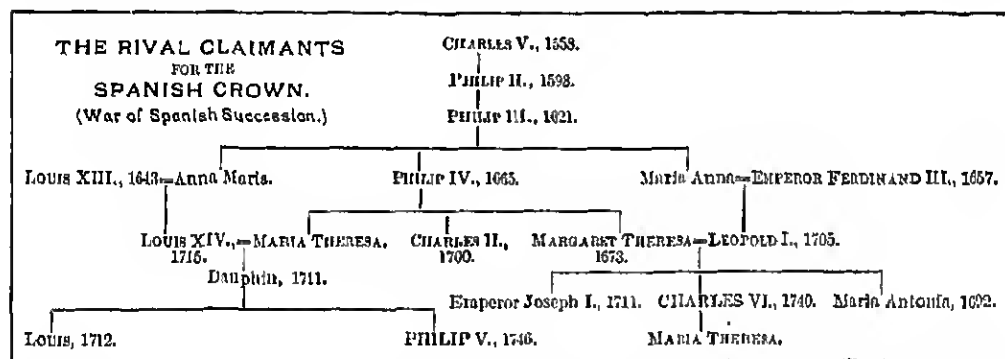 THE RIVAL CLAIMANTS
FOR THE
SPANISH CROWN.
(War of Spanish Succession.)
CHARLES V., 1558.
PHILIP II., 1598.
PHILIP III., 1621.
LOUIS XIII., 1643=Anna Maria.
PHILIP IV., 1665.
Maria Anna=EMPEROR FERDINAND III., 1657.
LOUIS XIV.,=MARIA THERESA.
1715.
CHARLES II.,
1700.
MARGARET THERESA=LEOPOLD I., 1705.
1673.
Dauphin, 1711.
Emperor Joseph I., 1711.
CHARLES VI., 1740.
Maria Antonia, 1692.
LOUIS, 1712.
PHILIP V., 1746.
MARIA THERESA.